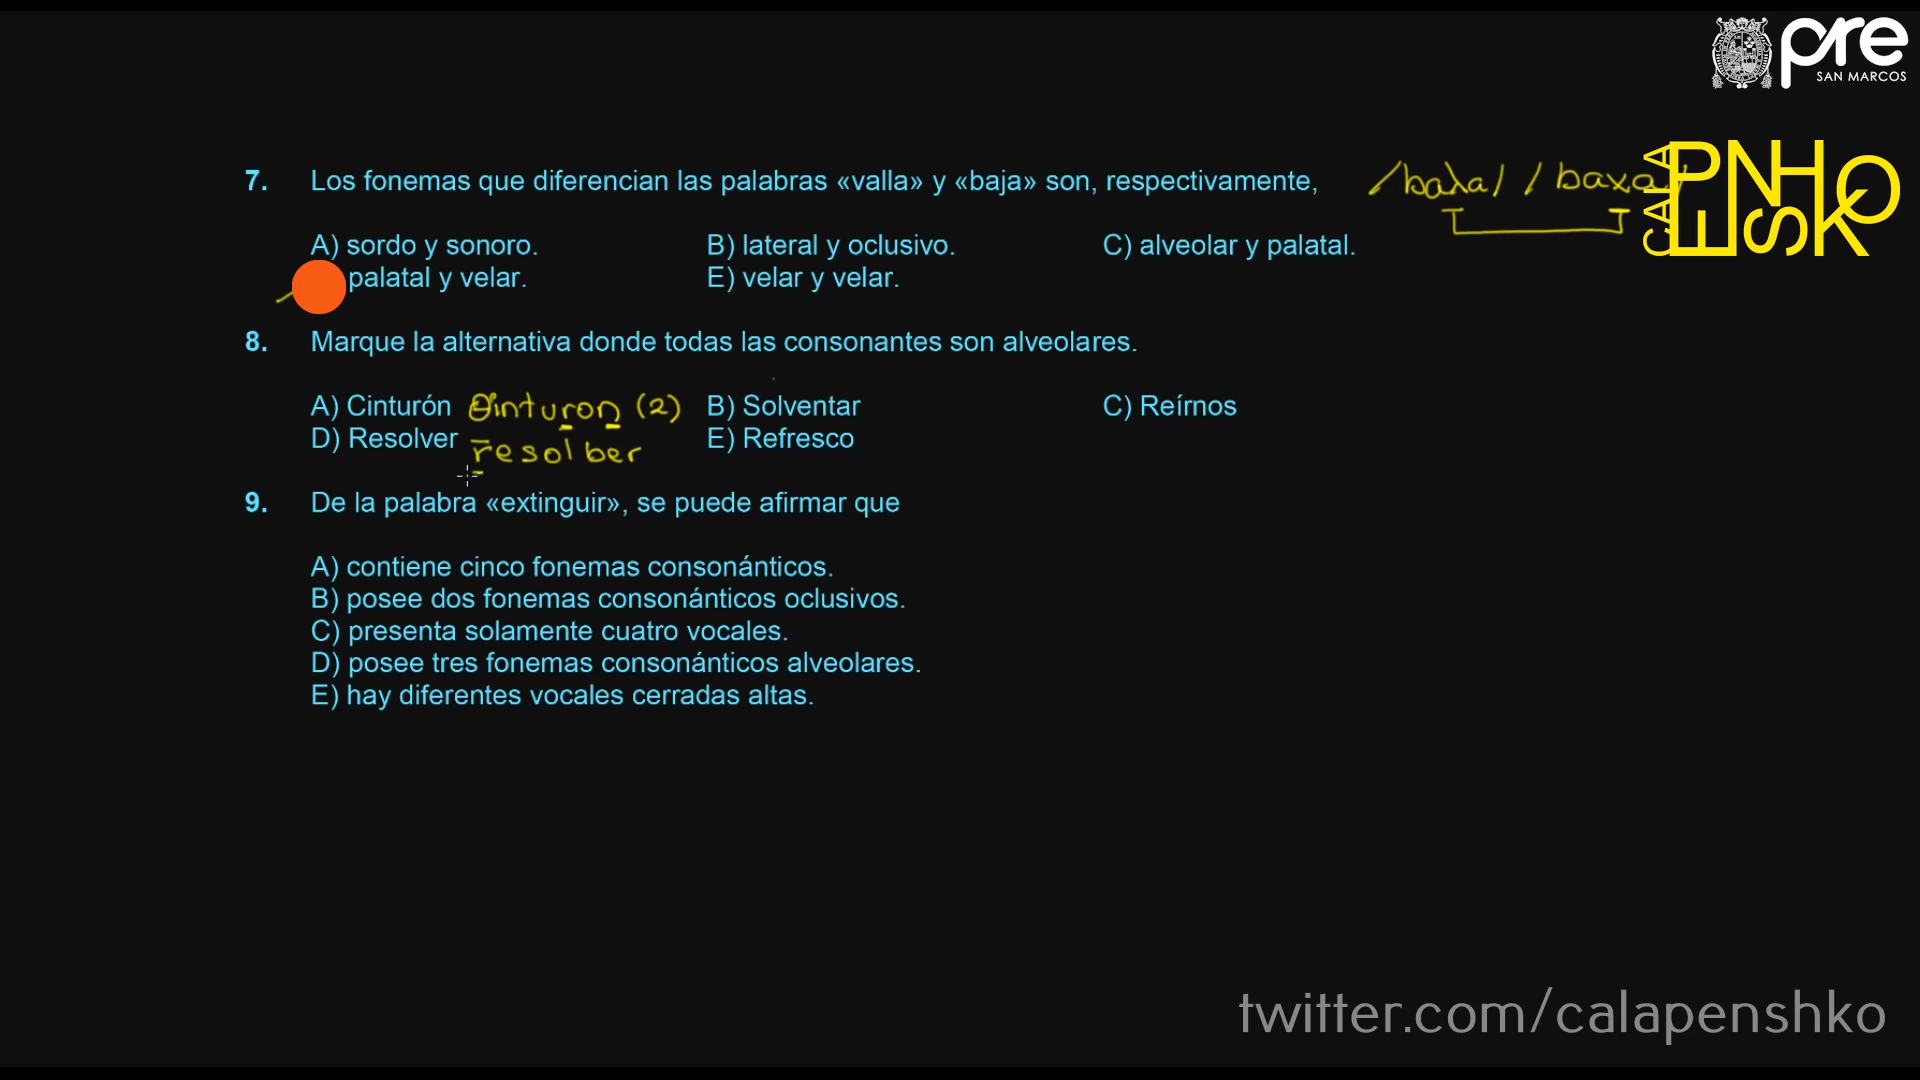 pre
SAN MARCOS
CALA
PENSHKO
7. Los fonemas que diferencian las palabras «valla» y «baja» son, respectivamente, /baʎa/ /baxa/
A) sordo y sonoro. B) lateral y oclusivo. C) alveolar y palatal.
palatal y velar. E) velar y velar.
8. Marque la alternativa donde todas las consonantes son alveolares.
A) Cinturón θinturon (2) B) Solventar C) Reírnos
D) Resolver r̄esolber E) Refresco
9. De la palabra «extinguir», se puede afirmar que
A) contiene cinco fonemas consonánticos.
B) posee dos fonemas consonánticos oclusivos.
C) presenta solamente cuatro vocales.
D) posee tres fonemas consonánticos alveolares.
E) hay diferentes vocales cerradas altas.
twitter.com/calapenshko